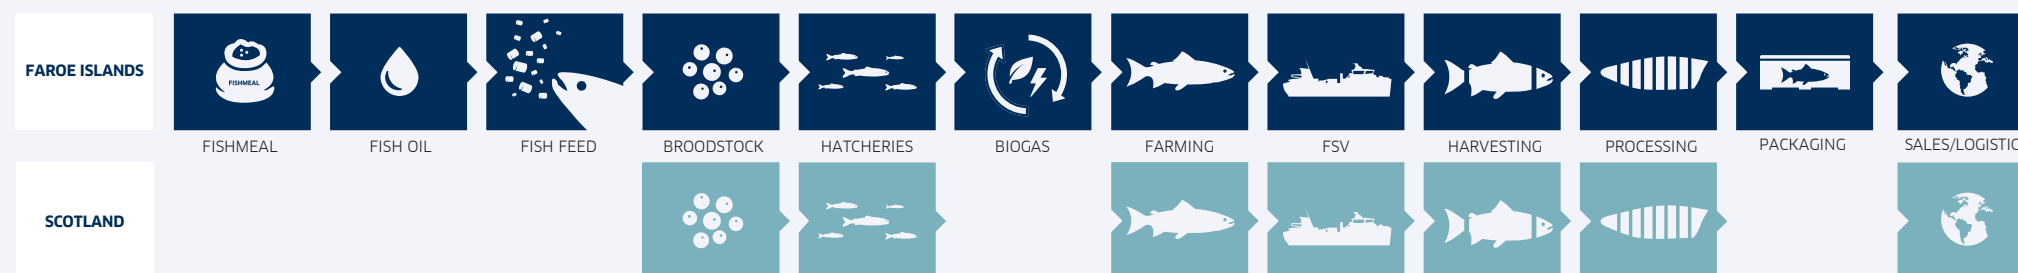 FAROE ISLANDS
FISHMEAL
FISHMEAL
FISH OIL
FISH FEED
BROODSTOCK
HATCHERIES
BIOGAS
FARMING
FSV
HARVESTING
PROCESSING
PACKAGING
SALES/LOGISTIC
SCOTLAND